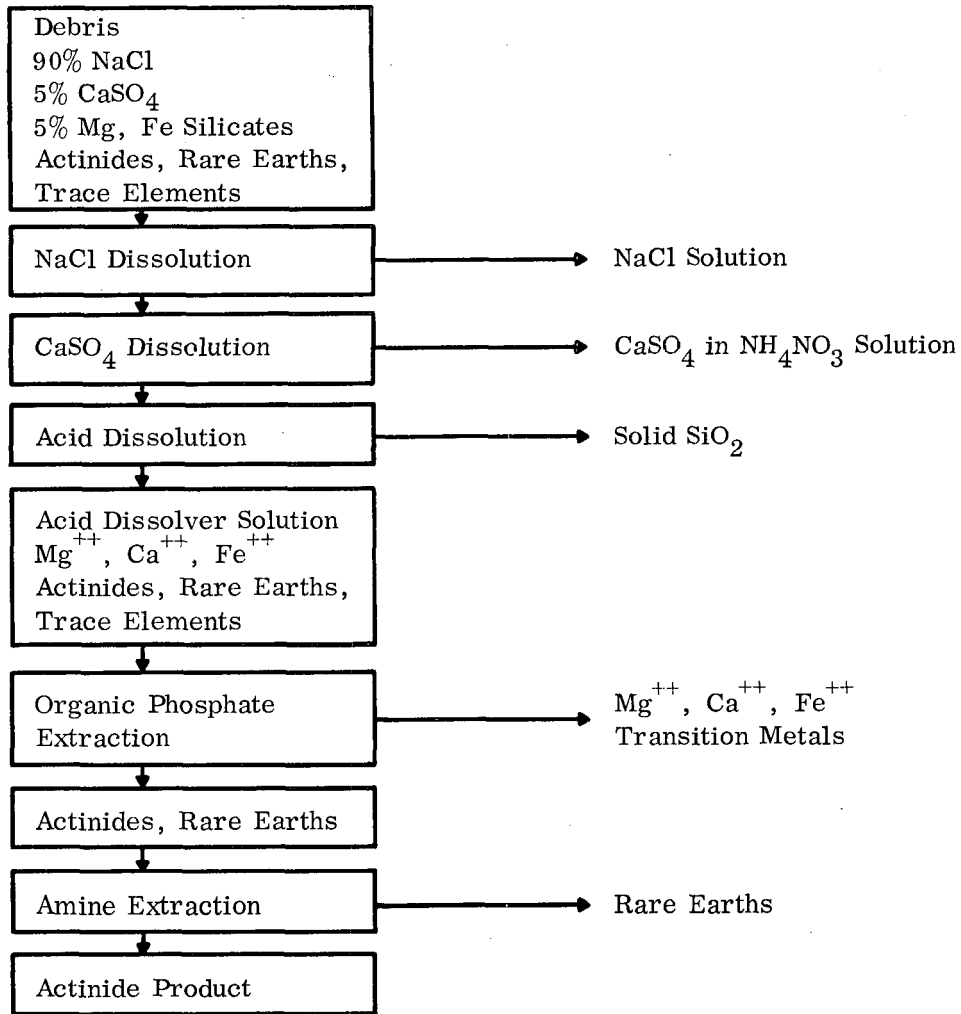 Debris
90% NaCl
5% CaSO4
5% Mg, Fe Silicates
Actinides, Rare Earths,
Trace Elements
NaCl Dissolution
NaCl Solution
CaSO4 Dissolution
CaSO4 in NH4NO3 Solution
Acid Dissolution
Solid SiO2
Acid Dissolver Solution
Mg++, Ca++, Fe++
Actinides, Rare Earths,
Trace Elements
Organic Phosphate
Extraction
Mg++, Ca++, Fe++
Transition Metals
Actinides, Rare Earths
Amine Extraction
Rare Earths
Actinide Product